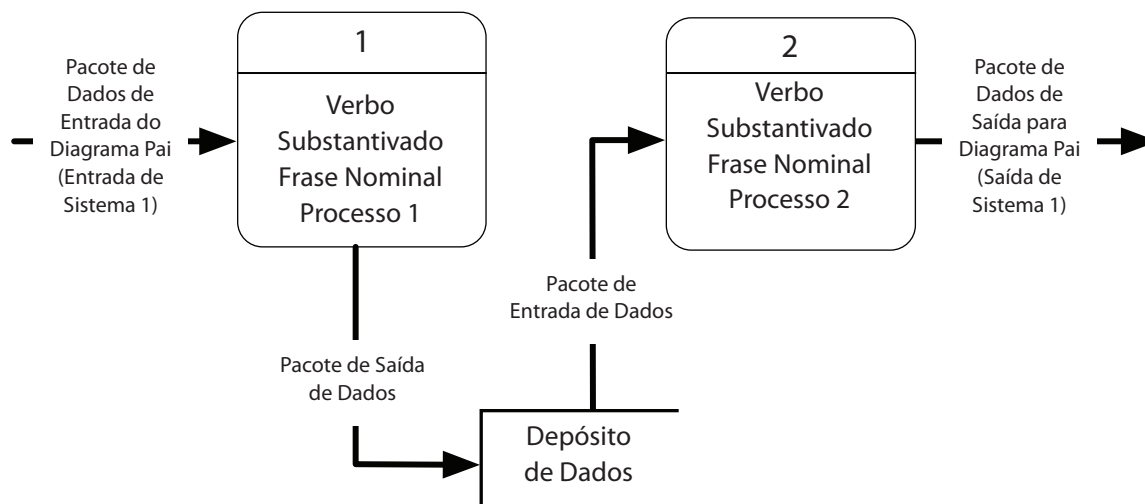 Pacote de
Dados de
Entrada do
Diagrama Pai
(Entrada de
Sistema 1)
1
Verbo
Substantivado
Frase Nominal
Processo 1
Pacote de Saída
de Dados
Depósito
de Dados
Pacote de
Entrada de Dados
2
Verbo
Substantivado
Frase Nominal
Processo 2
Pacote de
Dados de
Saída para
Diagrama Pai
(Saída de
Sistema 1)